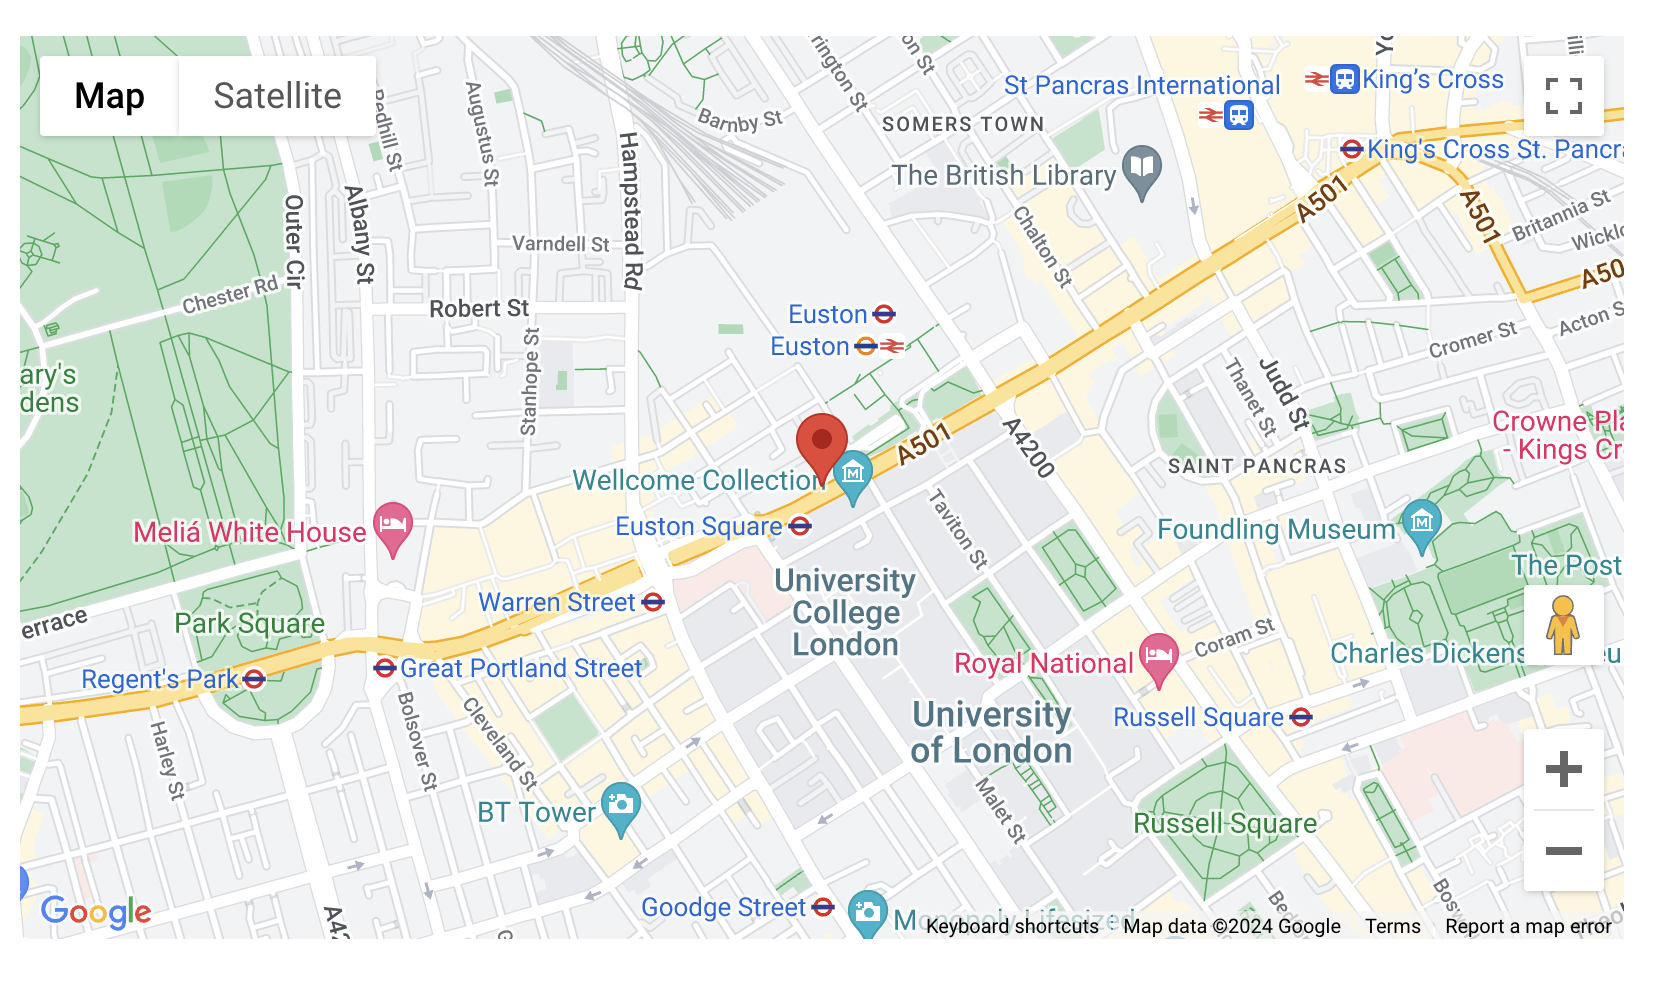 Map
Satellite
St Pancras International
King's Cross
SOMERS TOWN
The British Library
King's Cross St. Pancra
A501
A501
A50
Britannia St
Barnby St
Augustus St
Redhill St
Hampstead Rd
Outer Cir
Albany St
Chester Rd
Varndell St
Robert St
Stanhope St
Chalton St
Acton S
Cromer St
Judd St
Thanet St
Euston
Euston
ary's
dens
A501
A4200
Crowne Pla
- Kings Cr
SAINT PANCRAS
Wellcome Collection
Euston Square
Meliá White House
Taviton St
Foundling Museum
The Post
University
College
London
Warren Street
errace
Park Square
Regent's Park
Great Portland Street
Royal National
Coram St
Charles Dickens
Russell Square
University
of London
Harley St
Bolsover St
Cleveland St
BT Tower
Malet St
Russell Square
Goodge Street
Monopoly Lifesized
Google
Keyboard shortcuts
Map data ©2024 Google
Terms
Report a map error